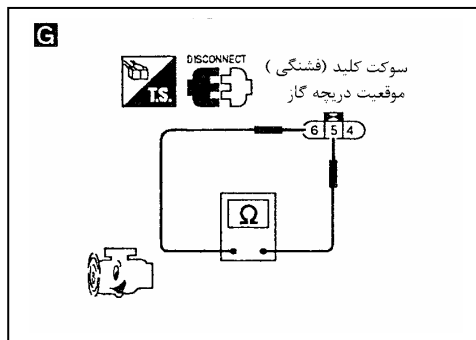 G
DISCONNECT
T.S.
سوکت کلید (فشنگی )
موقعیت دریچه گاز
6 5 4
Ω